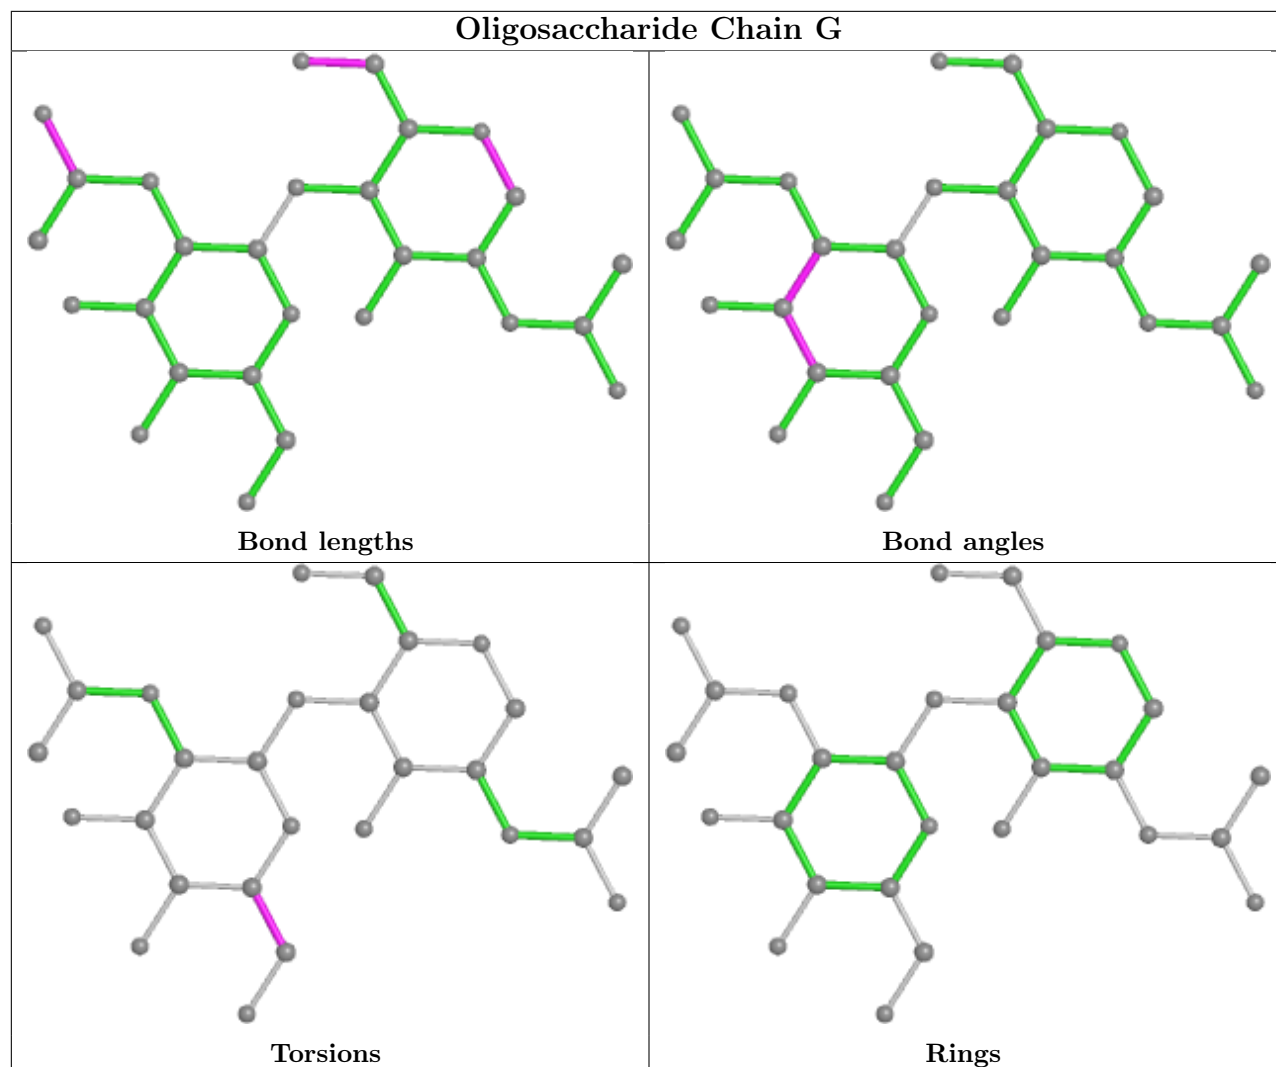 Oligosaccharide Chain G
Bond lengths
Bond angles
Torsions
Rings